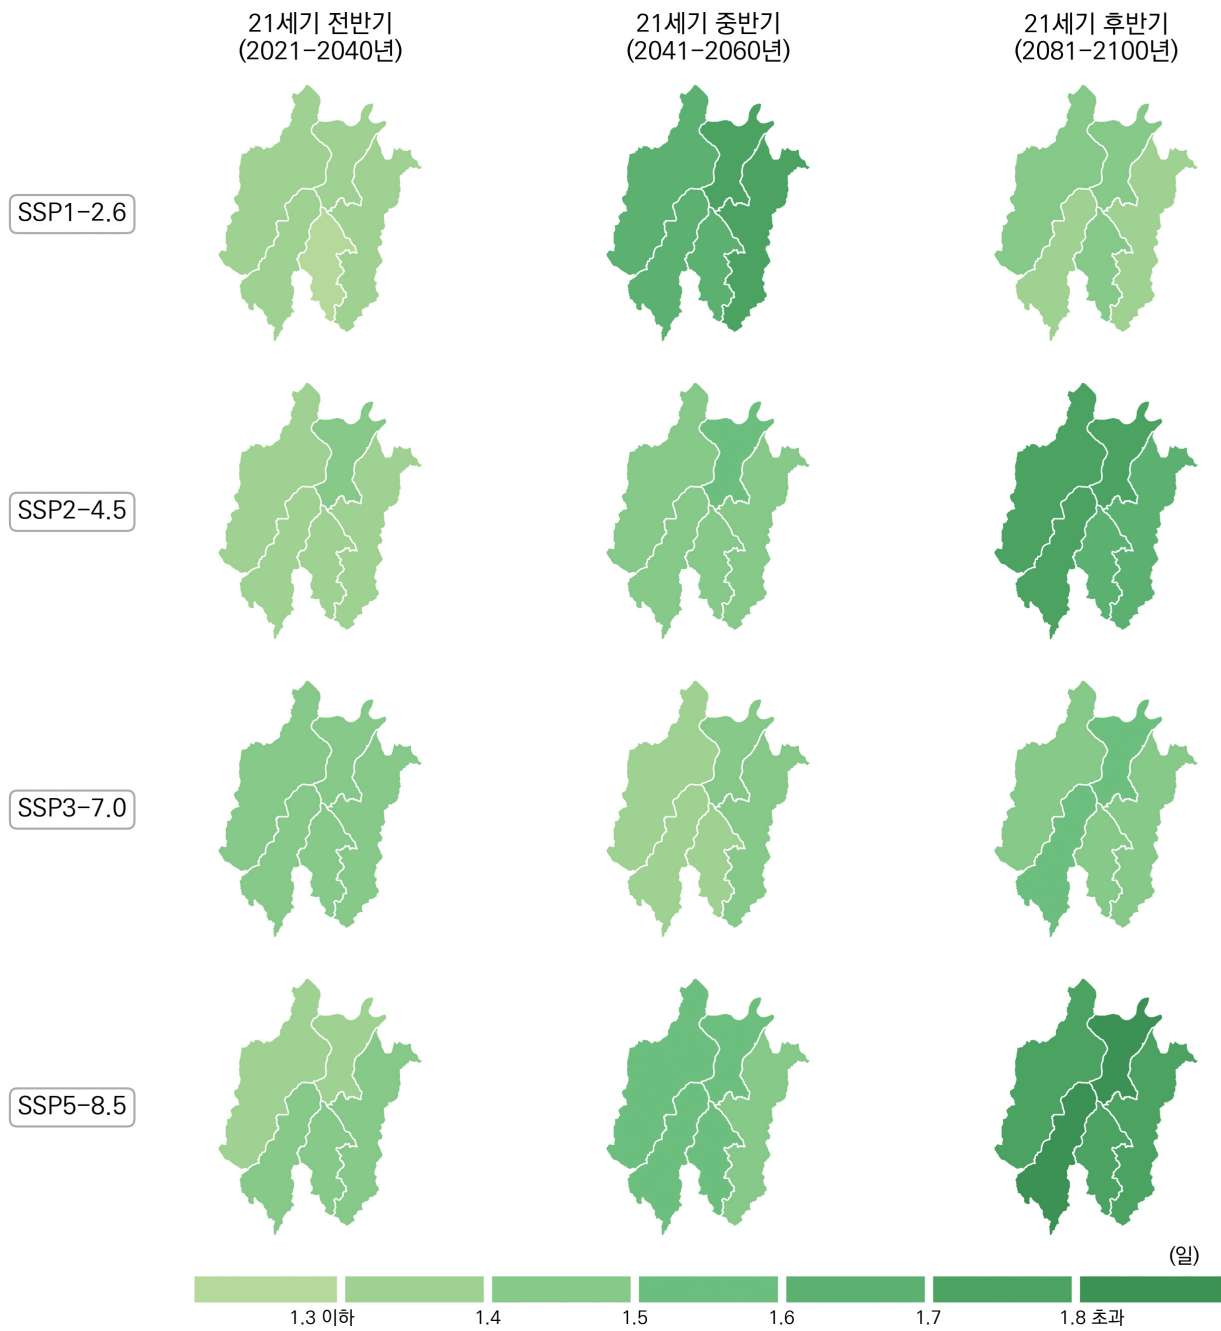 21세기 전반기
(2021-2040년)
21세기 중반기
(2041-2060년)
21세기 후반기
(2081-2100년)
SSP1-2.6
SSP2-4.5
SSP3-7.0
SSP5-8.5
(일)
1.3 이하
1.4
1.5
1.6
1.7
1.8 초과